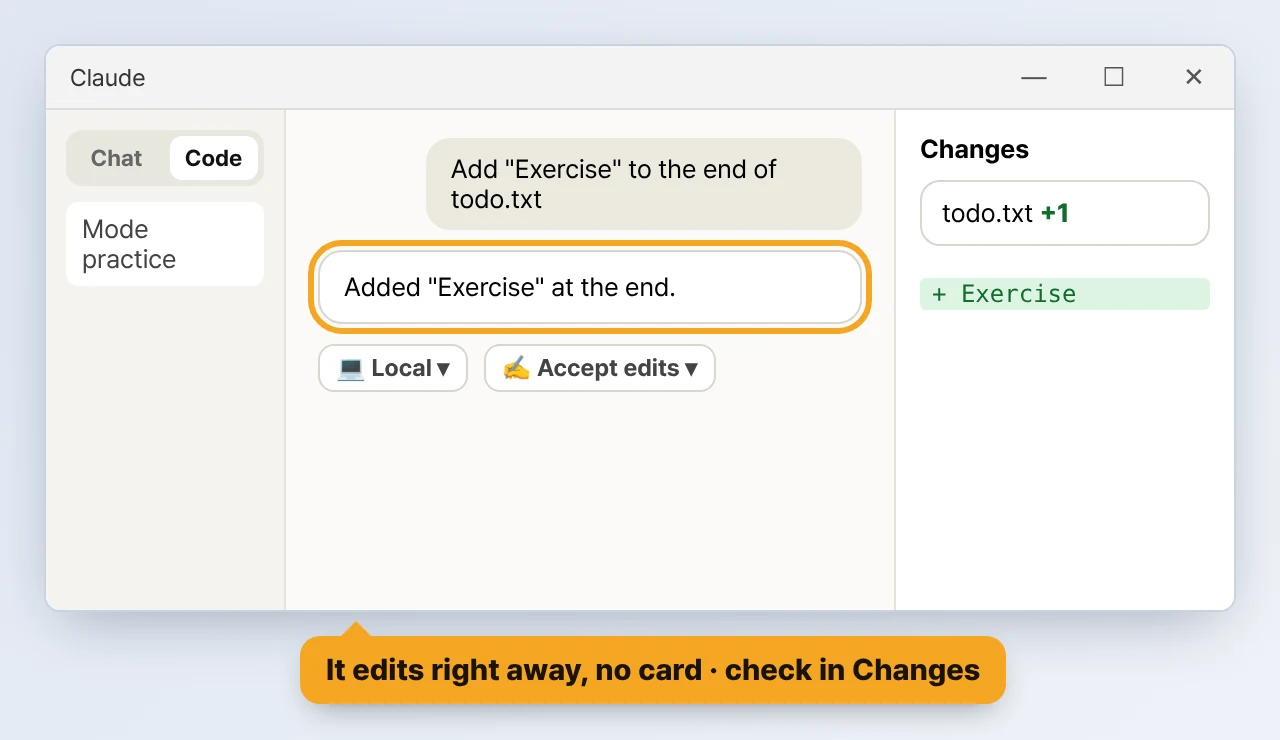 Claude
Chat Code
Mode
practice
Add "Exercise" to the end of
todo.txt
Added "Exercise" at the end.
Local ▾
Accept edits ▾
Changes
todo.txt +1
+ Exercise
It edits right away, no card · check in Changes